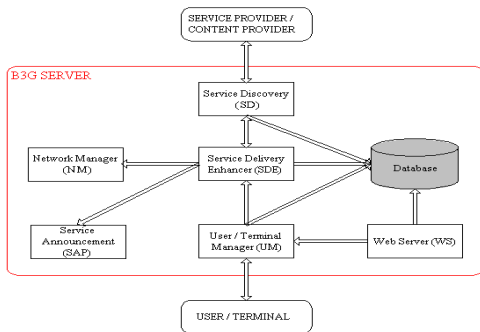 SERVICE PROVIDER /
CONTENT PROVIDER
B3G SERVER
Service Discovery
(SD)
Network Manager
(NM)
Service Delivery
Enhancer (SDE)
Database
Service
Announcement
(SAP)
User / Terminal
Manager (UM)
Web Server (WS)
USER / TERMINAL